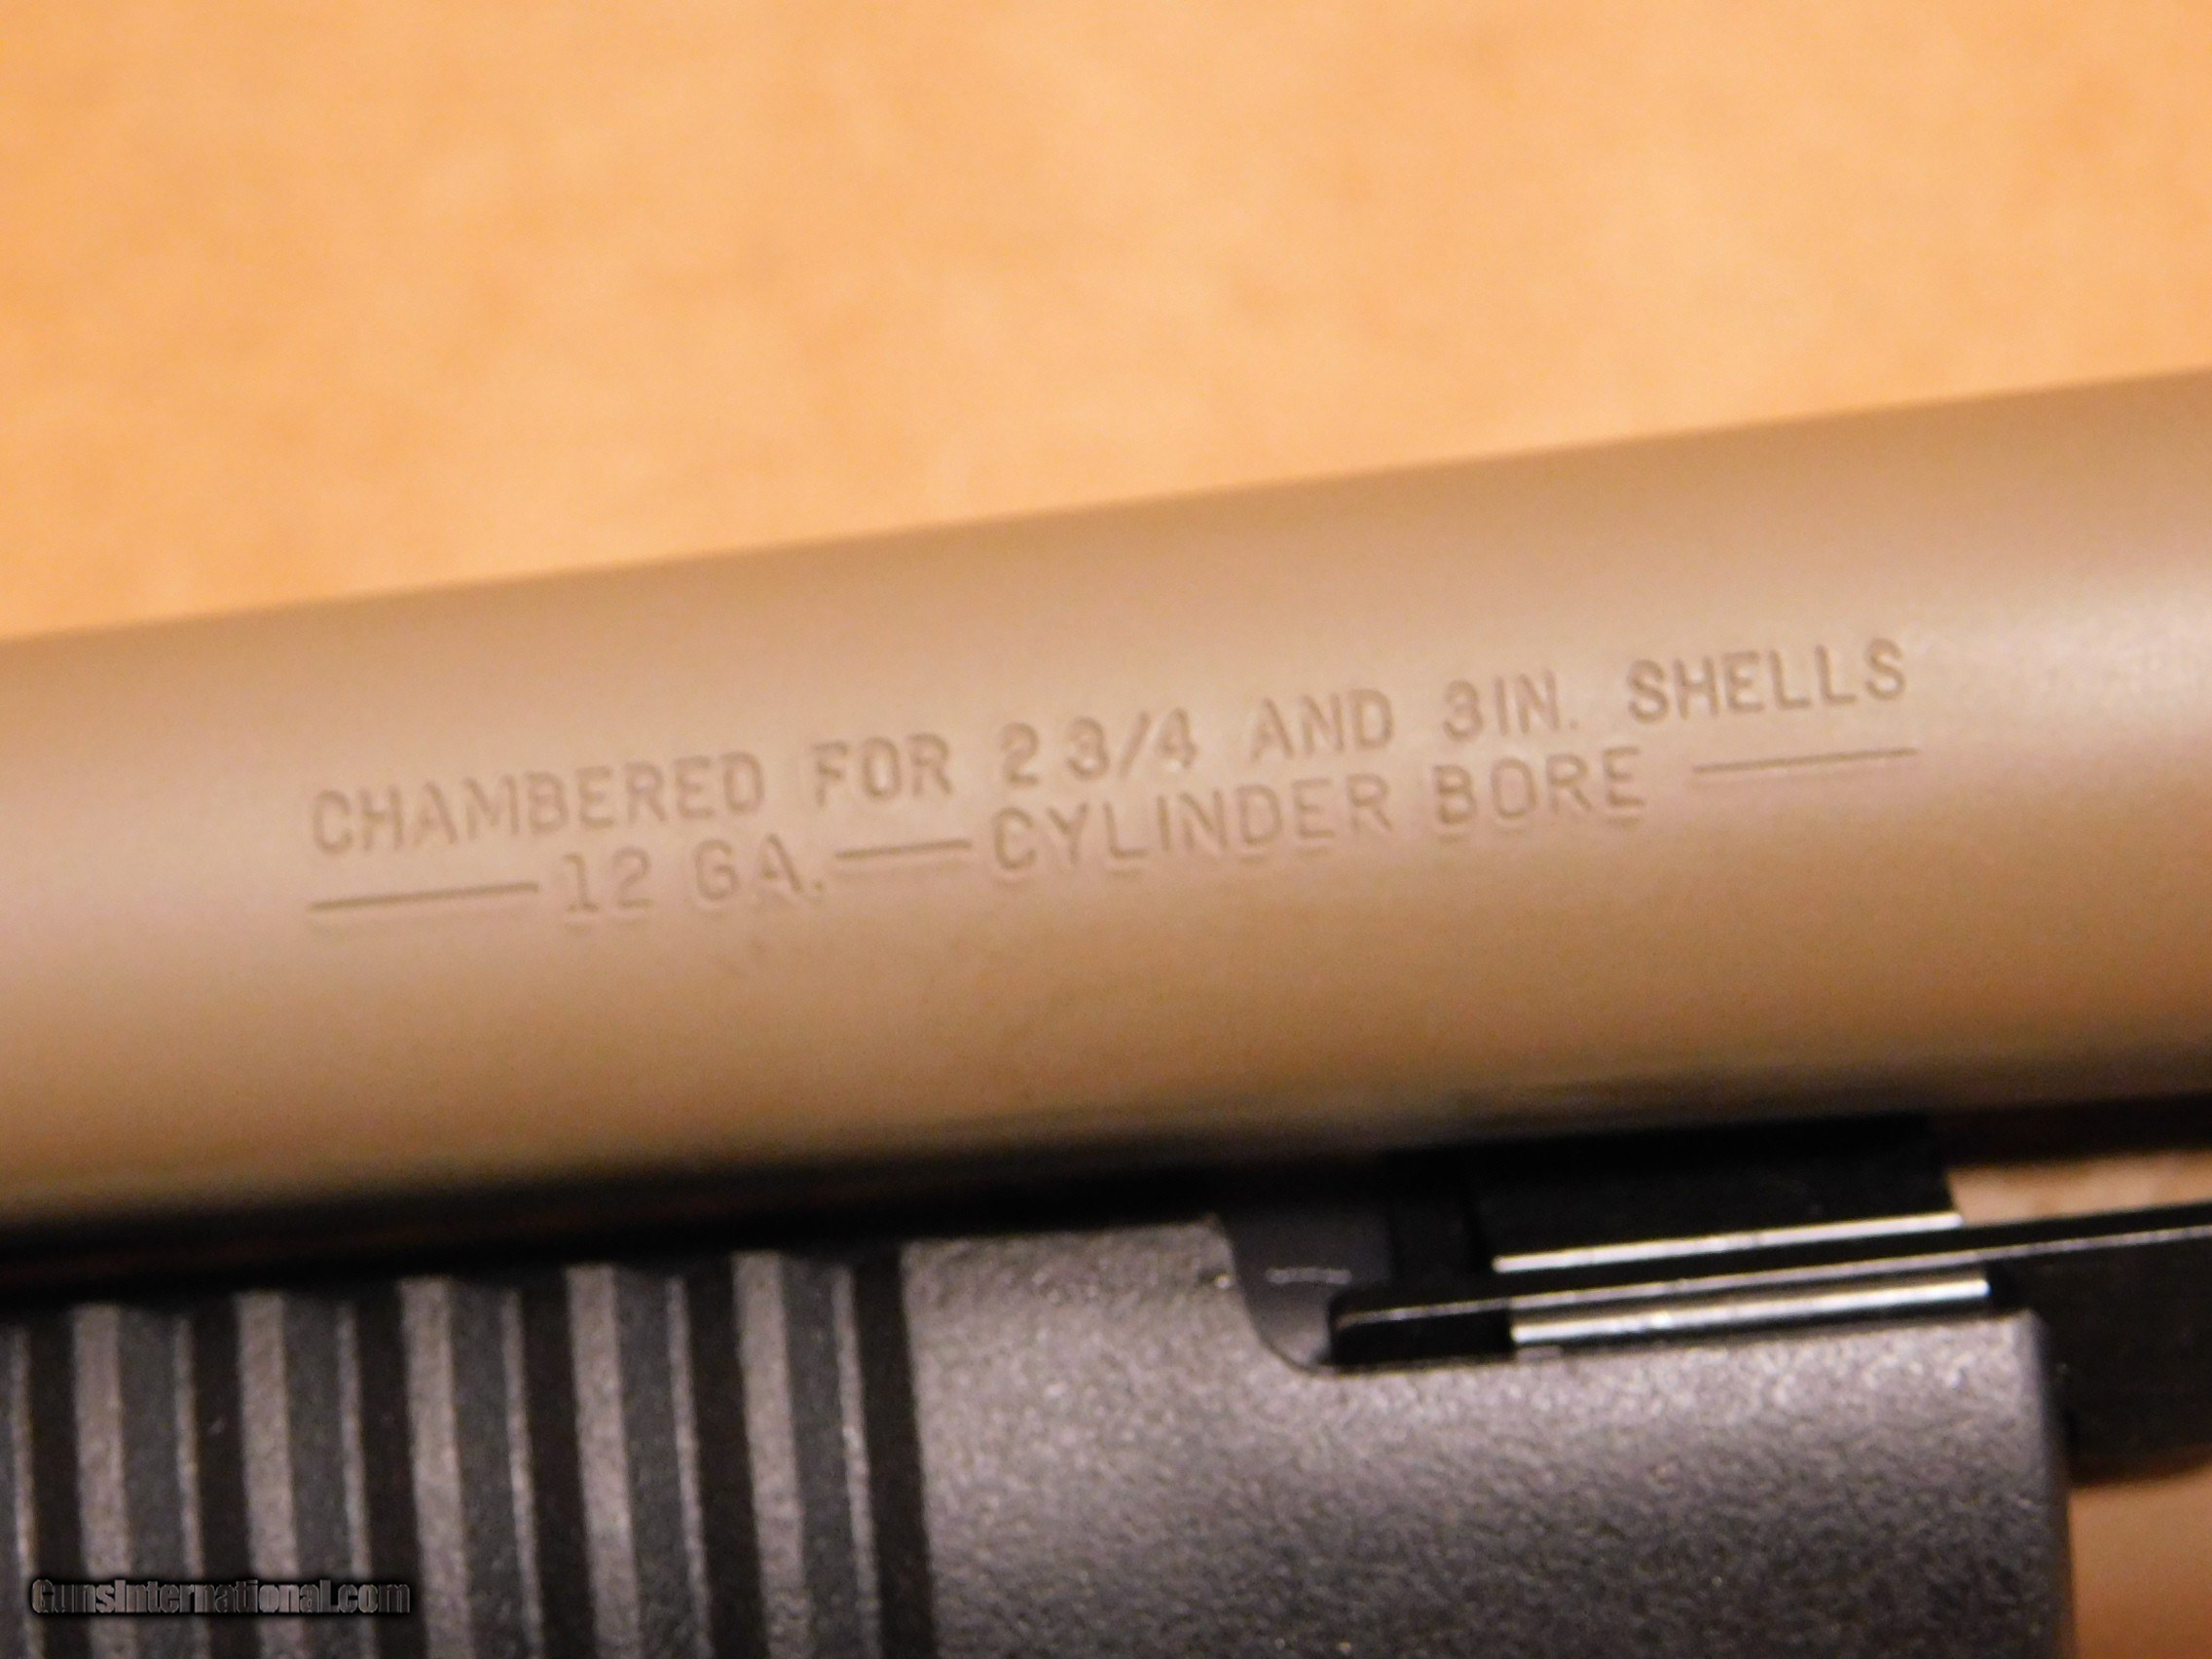 CHAMBERED FOR 2 3/4 AND 3IN. SHELLS
—12 GA.—CYLINDER BORE—
GunsInternational.com